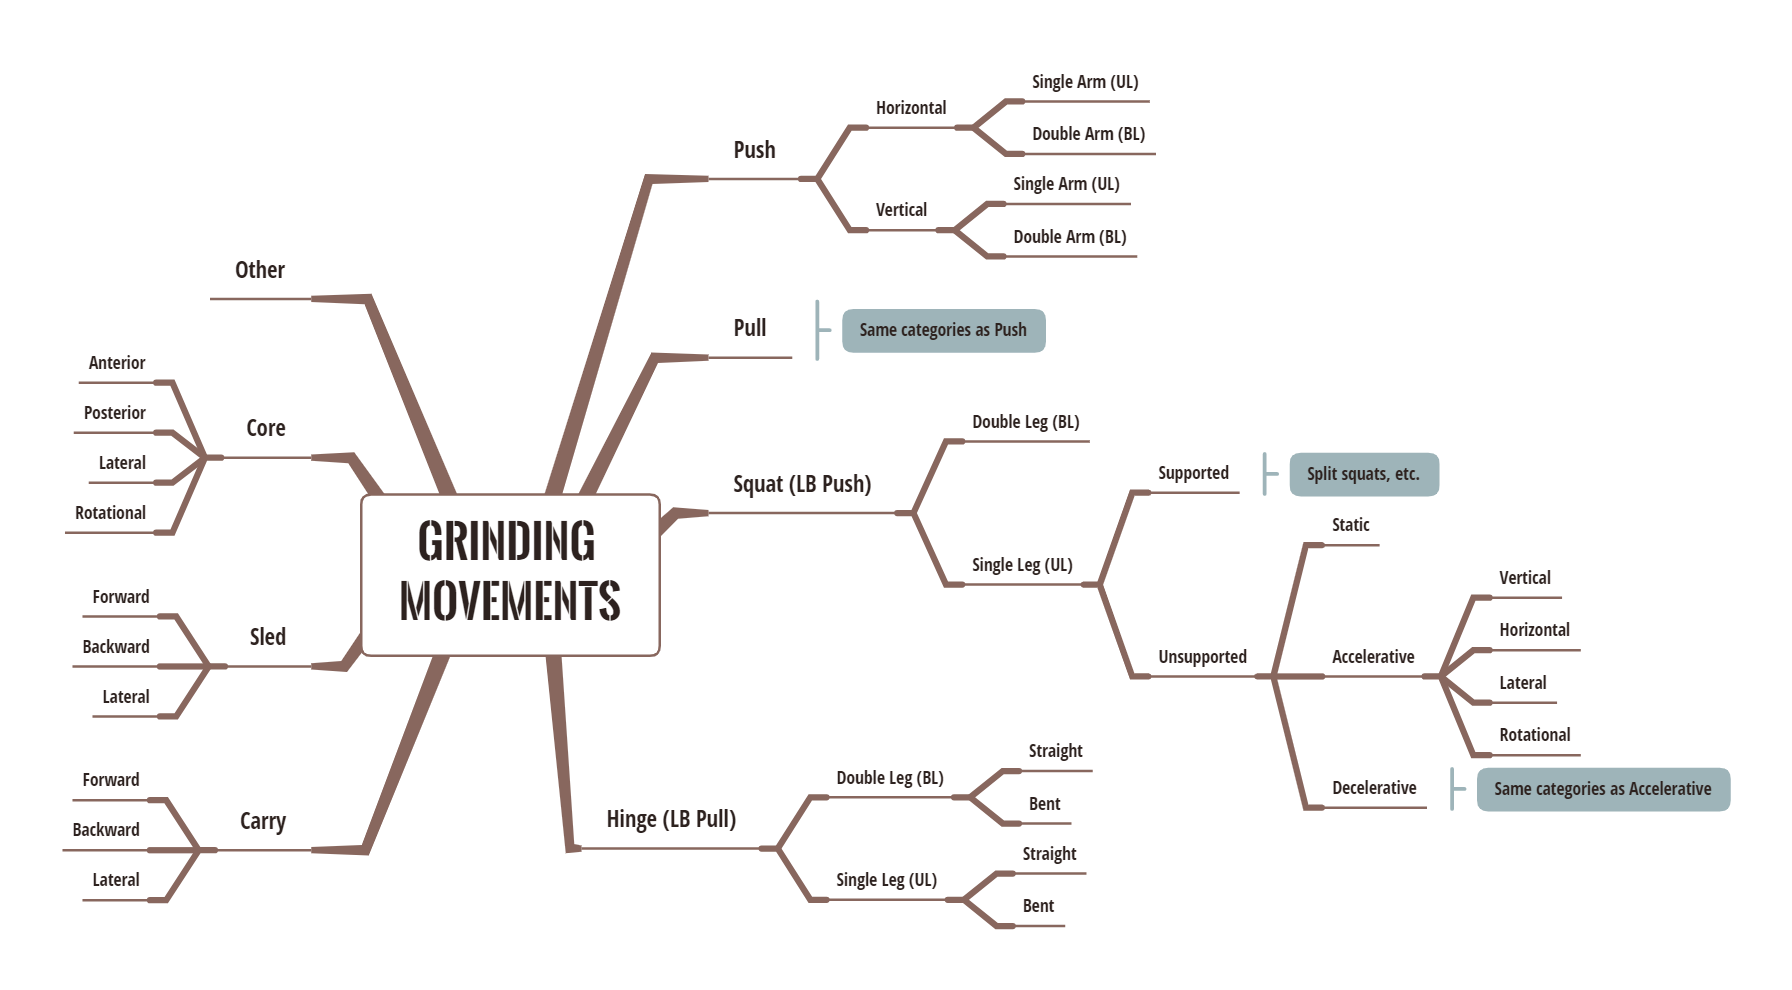 GRINDING
MOVEMENTS
Push
Horizontal
Single Arm (UL)
Double Arm (BL)
Vertical
Single Arm (UL)
Double Arm (BL)
Pull
Same categories as Push
Squat (LB Push)
Double Leg (BL)
Single Leg (UL)
Supported
Split squats, etc.
Unsupported
Static
Accelerative
Vertical
Horizontal
Lateral
Rotational
Decelerative
Same categories as Accelerative
Hinge (LB Pull)
Double Leg (BL)
Straight
Bent
Single Leg (UL)
Straight
Bent
Other
Core
Anterior
Posterior
Lateral
Rotational
Sled
Forward
Backward
Lateral
Carry
Forward
Backward
Lateral